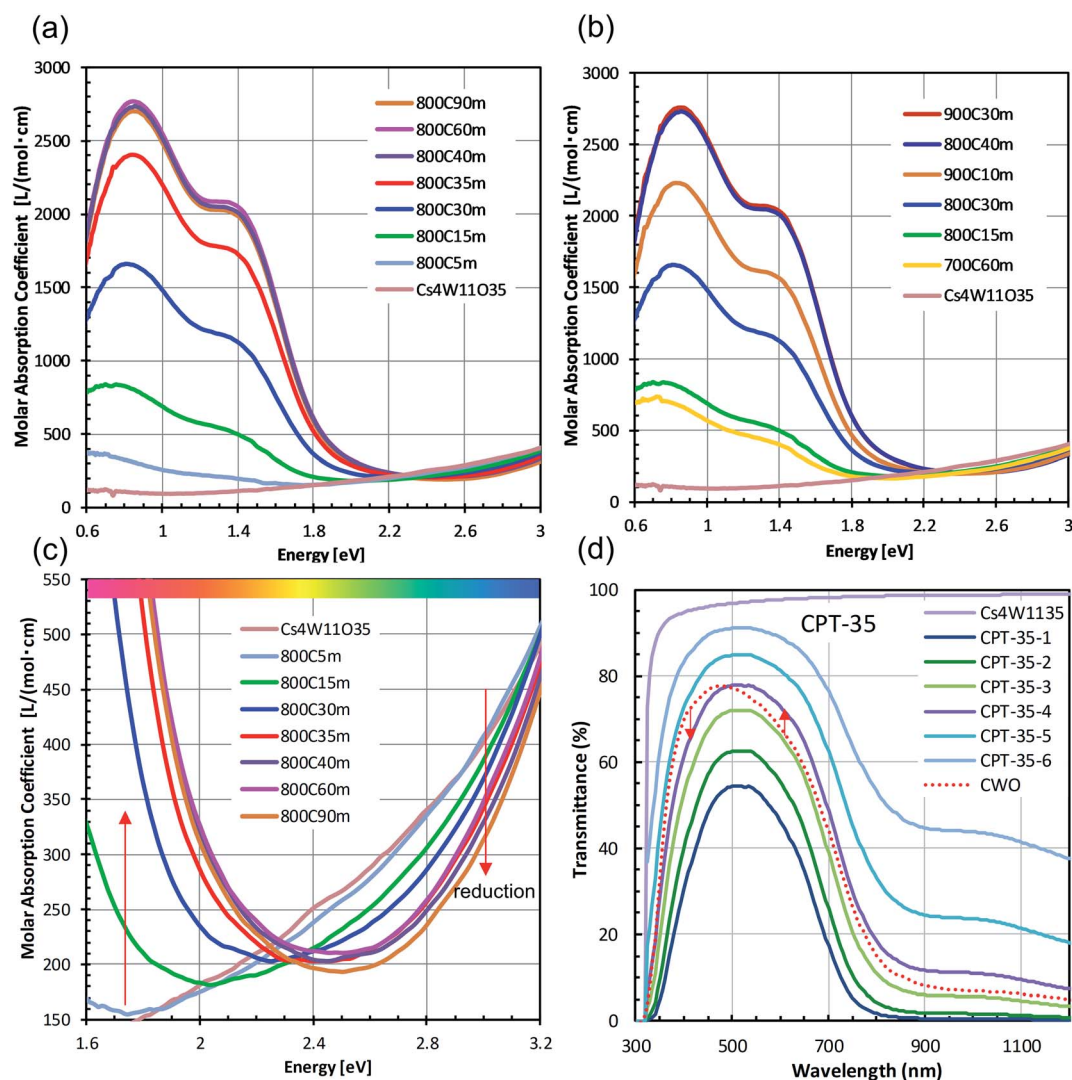 (a)
Molar Absorption Coefficient [L/(mol·cm)
3000
2500
2000
1500
1000
500
0
0.6 1 1.4 1.8 2.2 2.6 3
Energy [eV]
800C90m
800C60m
800C40m
800C35m
800C30m
800C15m
800C5m
Cs4W11O35
(b)
Molar Absorption Coefficient [L/(mol·cm)
3000
2500
2000
1500
1000
500
0
0.6 1 1.4 1.8 2.2 2.6 3
Energy [eV]
900C30m
800C40m
900C10m
800C30m
800C15m
700C60m
Cs4W11O35
(c)
Molar Absorption Coefficient [L/(mol·cm)
550
500
450
400
350
300
250
200
150
1.6 2 2.4 2.8 3.2
Energy [eV]
Cs4W11O35
800C5m
800C15m
800C30m
800C35m
800C40m
800C60m
800C90m
reduction
(d)
Transmittance (%)
100
80
60
40
20
0
300 500 700 900 1100
Wavelength (nm)
CPT-35
Cs4W1135
CPT-35-1
CPT-35-2
CPT-35-3
CPT-35-4
CPT-35-5
CPT-35-6
CWO